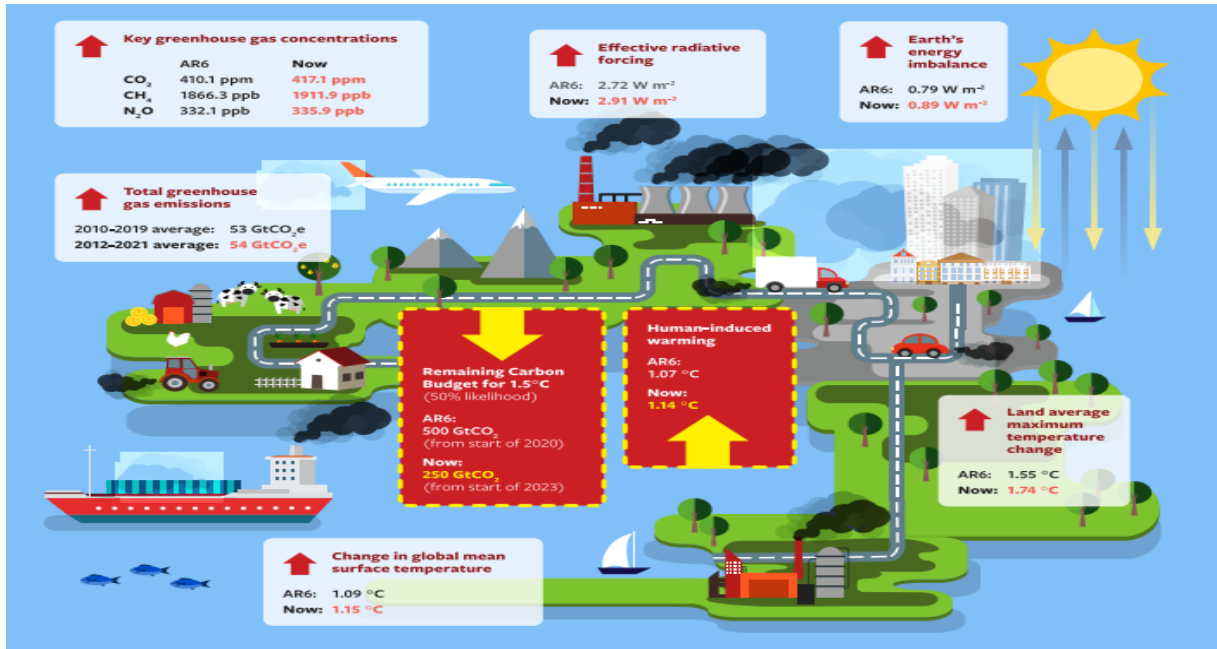 Key greenhouse gas concentrations
AR6 Now
CO₂ 410.1 ppm 417.1 ppm
CH₄ 1866.3 ppb 1911.9 ppb
N₂O 332.1 ppb 335.9 ppb
Effective radiative
forcing
AR6: 2.72 W m⁻²
Now: 2.91 W m⁻²
Earth's
energy
imbalance
AR6: 0.79 W m⁻²
Now: 0.89 W m⁻²
Total greenhouse
gas emissions
2010–2019 average: 53 GtCO₂e
2012–2021 average: 54 GtCO₂e
Remaining Carbon
Budget for 1.5°C
(50% likelihood)
AR6:
500 GtCO₂
(from start of 2020)
Now:
250 GtCO₂
(from start of 2023)
Human-induced
warming
AR6:
1.07 °C
Now:
1.14 °C
Land average
maximum
temperature
change
AR6: 1.55 °C
Now: 1.74 °C
Change in global mean
surface temperature
AR6: 1.09 °C
Now: 1.15 °C